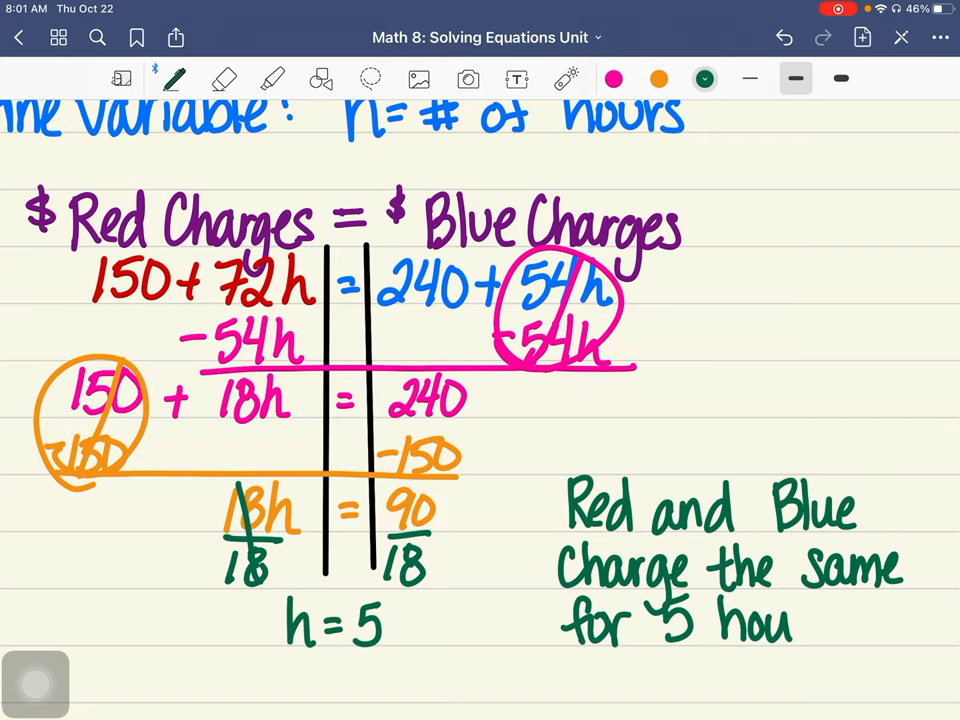 8:01 AM Thu Oct 22
46%
Math 8: Solving Equations Unit
Variable: h = # of hours
$ Red Charges = $ Blue Charges
150 + 72h = 240 + 54h
-54h -54h
150 + 18h = 240
-150 -150
18h = 90
18 18
h = 5
Red and Blue
Charge the same
for 5 hou